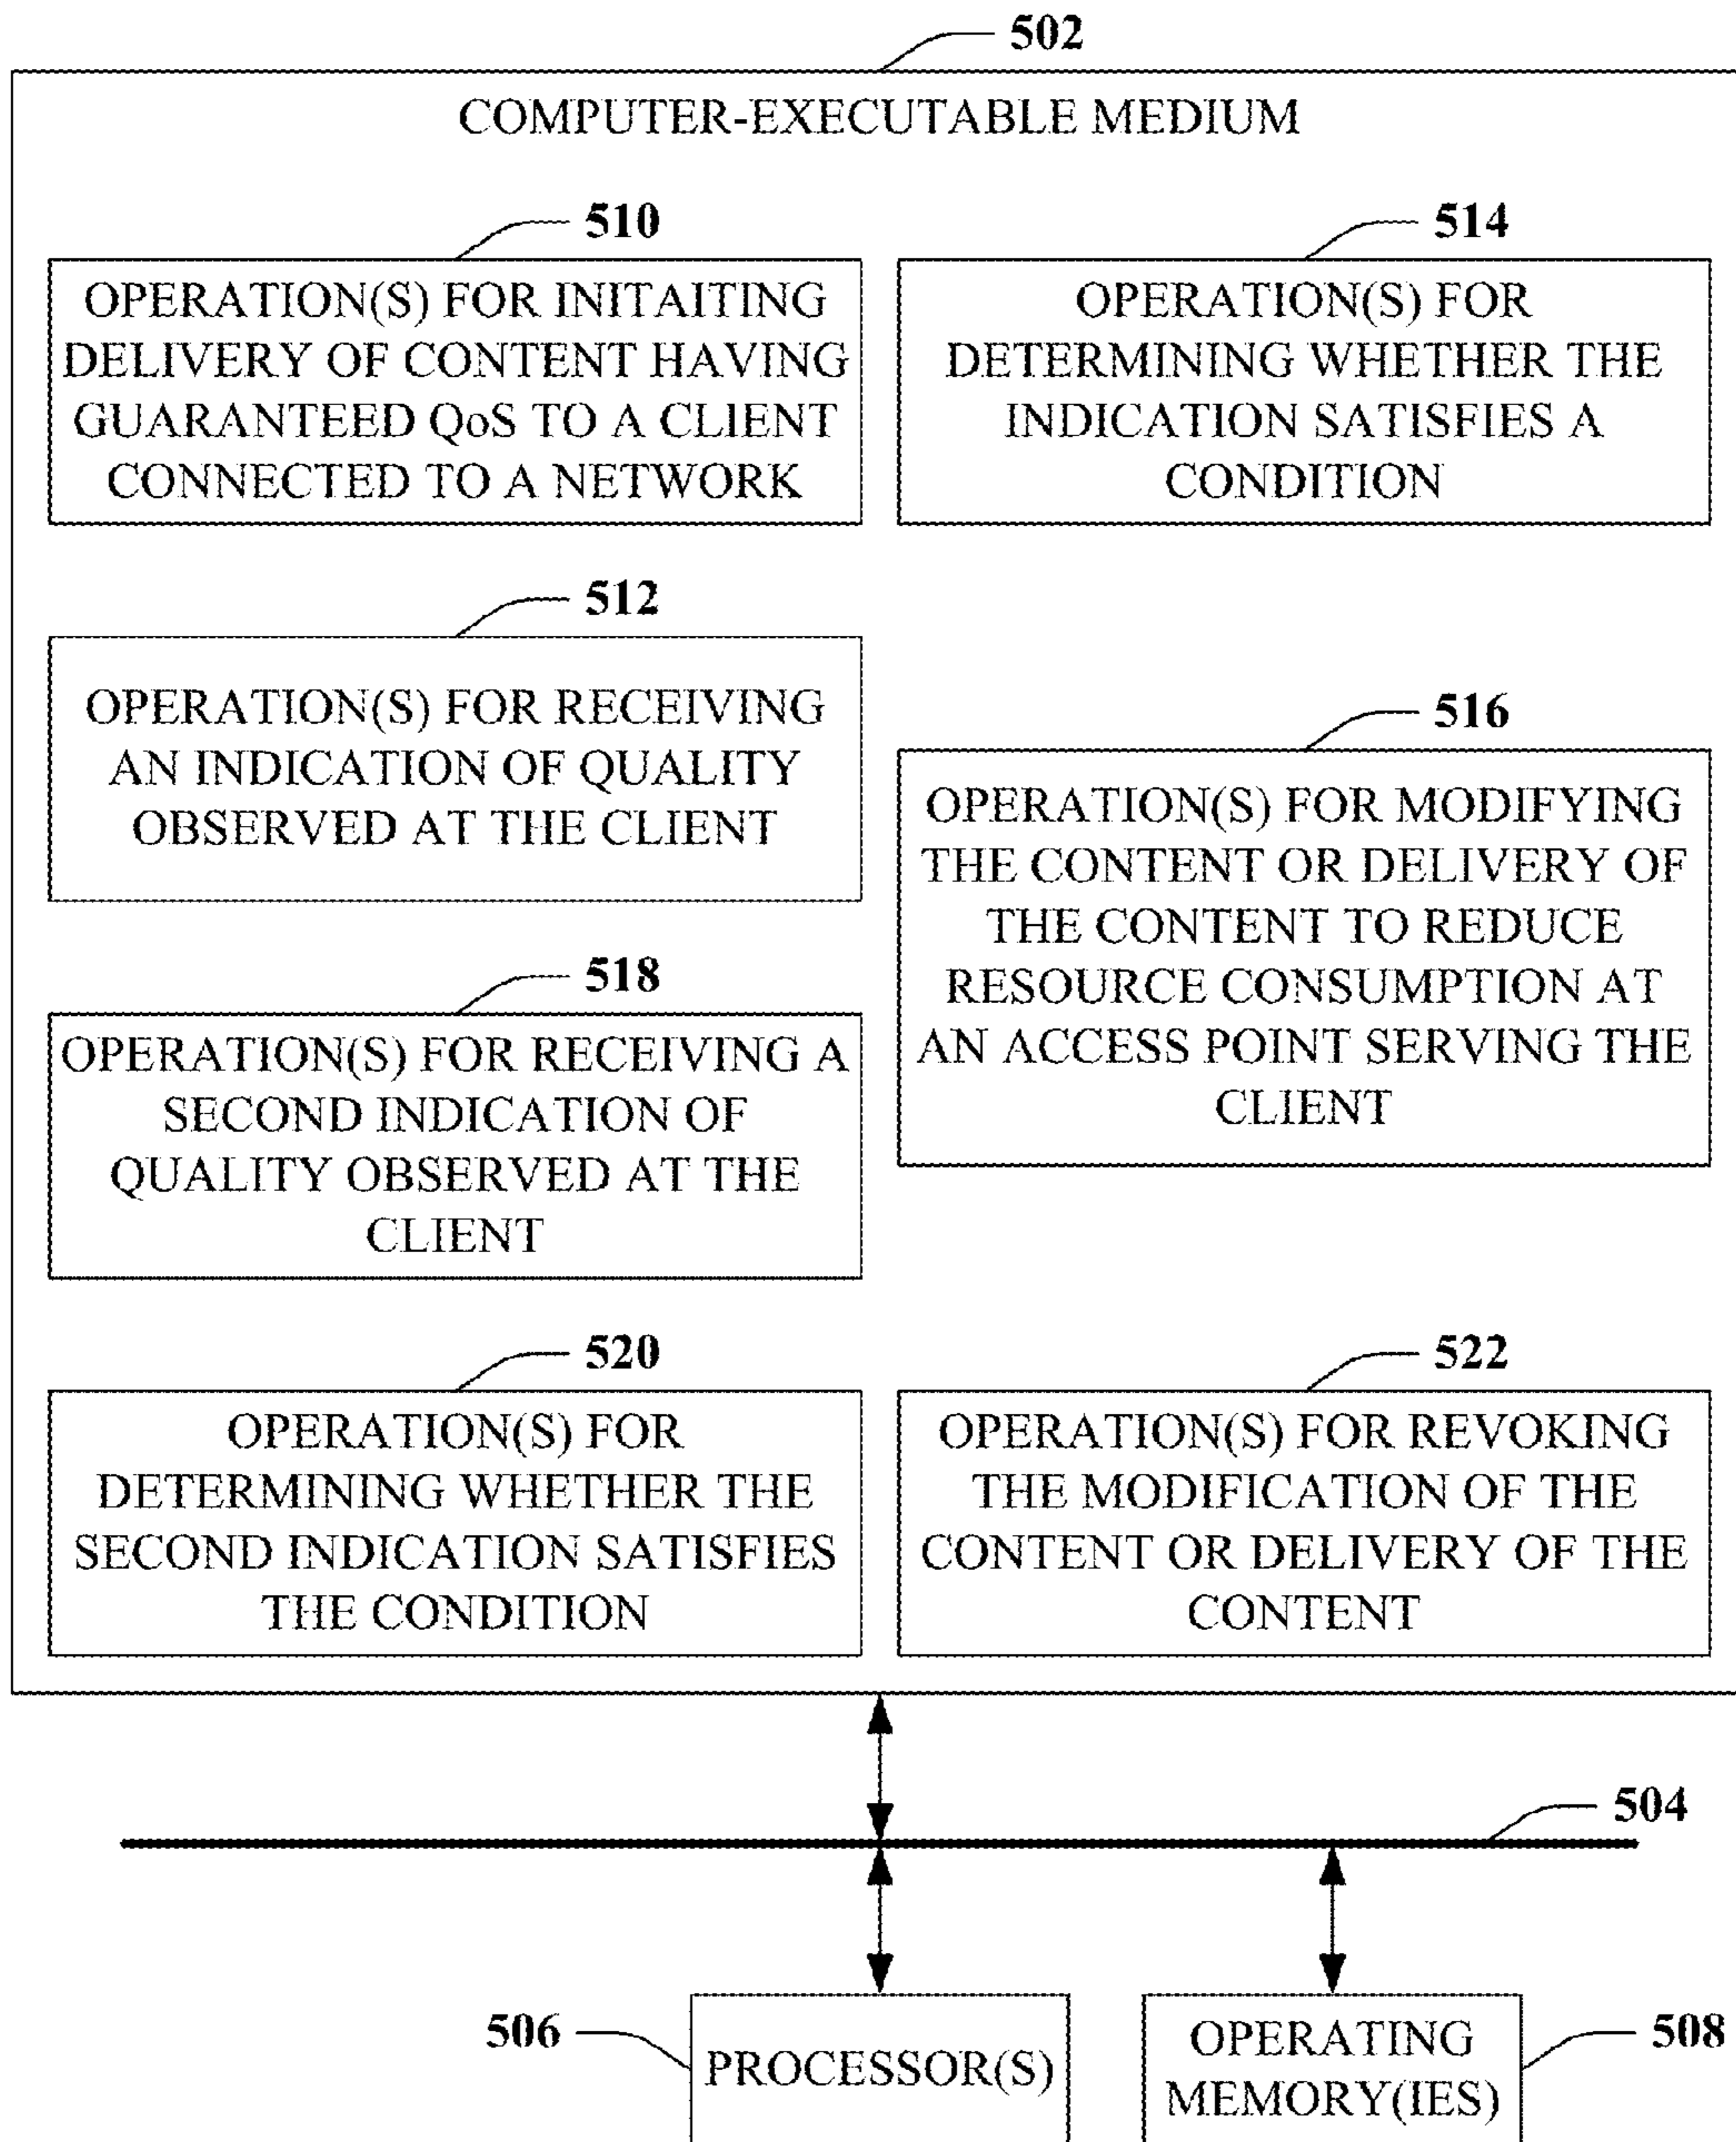 502
COMPUTER-EXECUTABLE MEDIUM
510
OPERATION(S) FOR INITAITING
DELIVERY OF CONTENT HAVING
GUARANTEED QoS TO A CLIENT
CONNECTED TO A NETWORK
514
OPERATION(S) FOR
DETERMINING WHETHER THE
INDICATION SATISFIES A
CONDITION
512
OPERATION(S) FOR RECEIVING
AN INDICATION OF QUALITY
OBSERVED AT THE CLIENT
516
OPERATION(S) FOR MODIFYING
THE CONTENT OR DELIVERY OF
THE CONTENT TO REDUCE
RESOURCE CONSUMPTION AT
AN ACCESS POINT SERVING THE
CLIENT
518
OPERATION(S) FOR RECEIVING A
SECOND INDICATION OF
QUALITY OBSERVED AT THE
CLIENT
520
OPERATION(S) FOR
DETERMINING WHETHER THE
SECOND INDICATION SATISFIES
THE CONDITION
522
OPERATION(S) FOR REVOKING
THE MODIFICATION OF THE
CONTENT OR DELIVERY OF THE
CONTENT
504
506
PROCESSOR(S)
OPERATING
MEMORY(IES)
508